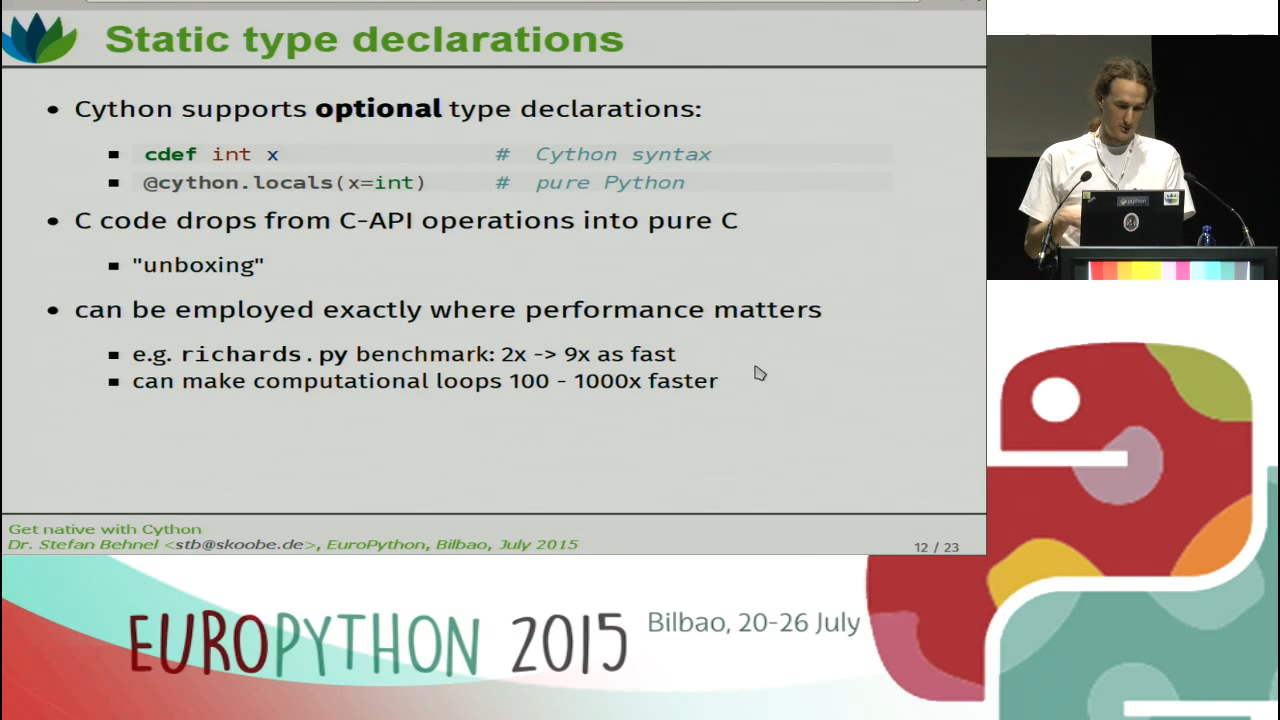 Static type declarations
• Cython supports optional type declarations:
▪ cdef int x # Cython syntax
▪ @cython.locals(x=int) # pure Python
• C code drops from C-API operations into pure C
▪ "unboxing"
• can be employed exactly where performance matters
▪ e.g. richards.py benchmark: 2x -> 9x as fast
▪ can make computational loops 100 - 1000x faster
Get native with Cython
Dr. Stefan Behnel <stb@skoobe.de>, EuroPython, Bilbao, July 2015
12 / 23
python
EUROPYTHON 2015
Bilbao, 20-26 July